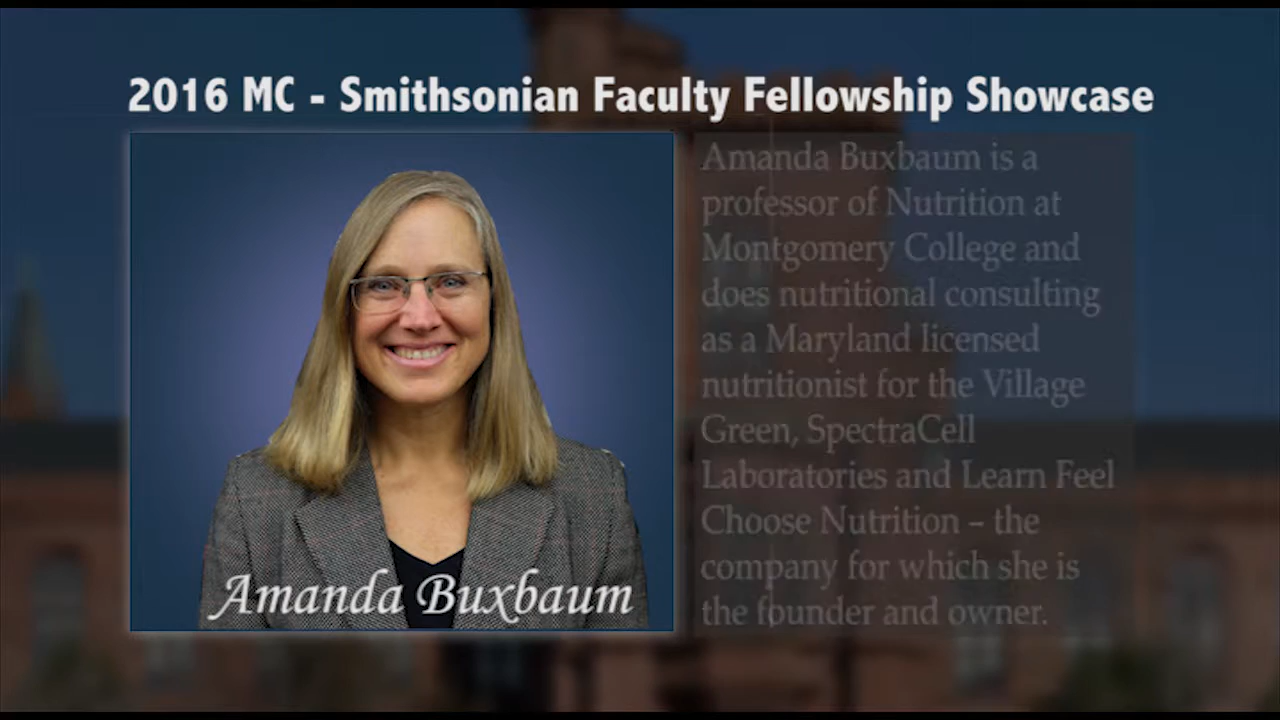 2016 MC - Smithsonian Faculty Fellowship Showcase
Amanda Buxbaum is a
professor of Nutrition at
Montgomery College and
does nutritional consulting
as a Maryland licensed
nutritionist for the Village
Green, SpectraCell
Laboratories and Learn Feel
Choose Nutrition – the
company for which she is
the founder and owner.
Amanda Buxbaum